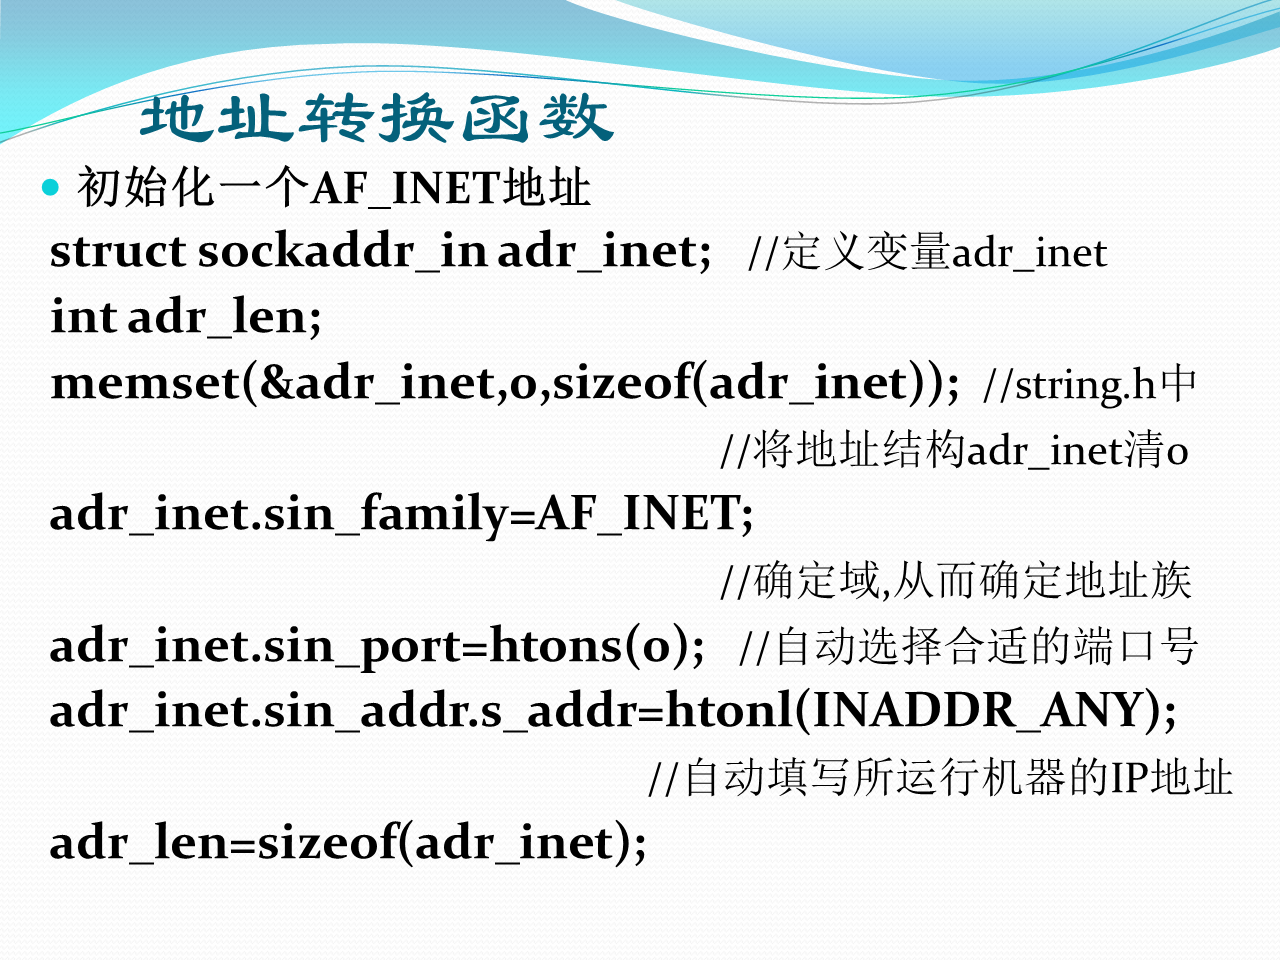 地址转换函数
初始化一个AF_INET地址
struct sockaddr_in adr_inet; //定义变量adr_inet
int adr_len;
memset(&adr_inet,0,sizeof(adr_inet)); //string.h中
//将地址结构adr_inet清0
adr_inet.sin_family=AF_INET;
//确定域,从而确定地址族
adr_inet.sin_port=htons(0); //自动选择合适的端口号
adr_inet.sin_addr.s_addr=htonl(INADDR_ANY);
//自动填写所运行机器的IP地址
adr_len=sizeof(adr_inet);